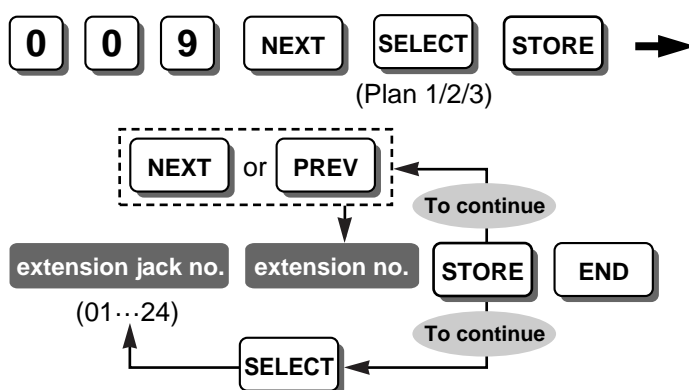 0 0 9 NEXT SELECT STORE
(Plan 1/2/3)
NEXT or PREV
To continue
extension jack no. extension no. STORE END
(01···24)
To continue
SELECT